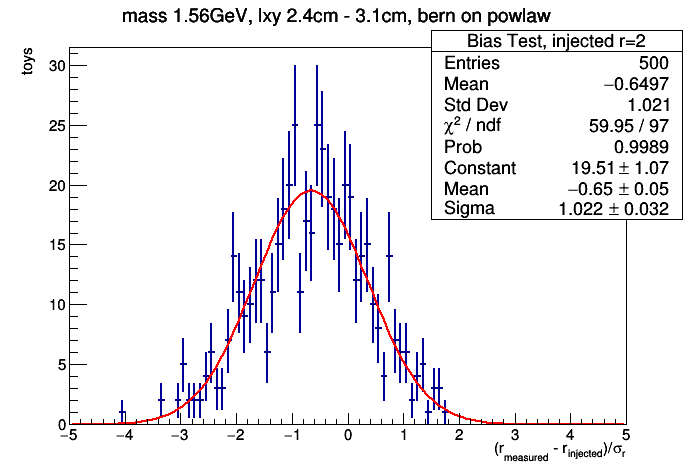 mass 1.56GeV, lxy 2.4cm - 3.1cm, bern on powlaw
Bias Test, injected r=2
Entries 500
Mean −0.6497
Std Dev 1.021
χ² / ndf 59.95 / 97
Prob 0.9989
Constant 19.51 ± 1.07
Mean −0.65 ± 0.05
Sigma 1.022 ± 0.032
toys
30
25
20
15
10
5
0
−5 −4 −3 −2 −1 0 1 2 3 4 5
(r_measured - r_injected)/σ_r